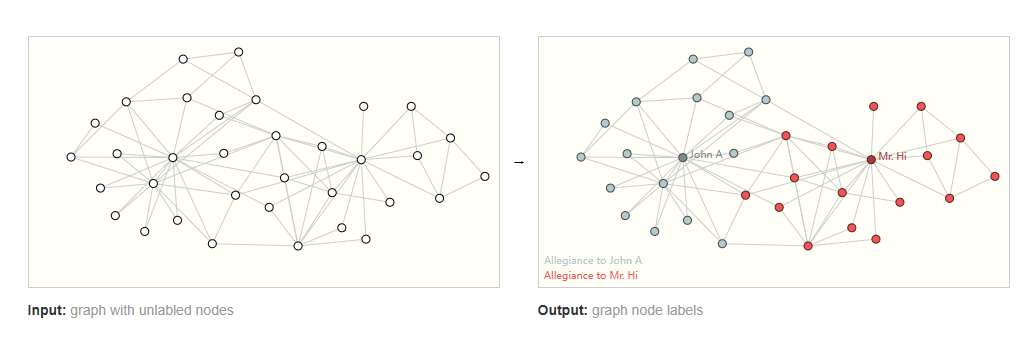 →
John A
Mr. Hi
Allegiance to John A
Allegiance to Mr. Hi
Input: graph with unlabled nodes
Output: graph node labels